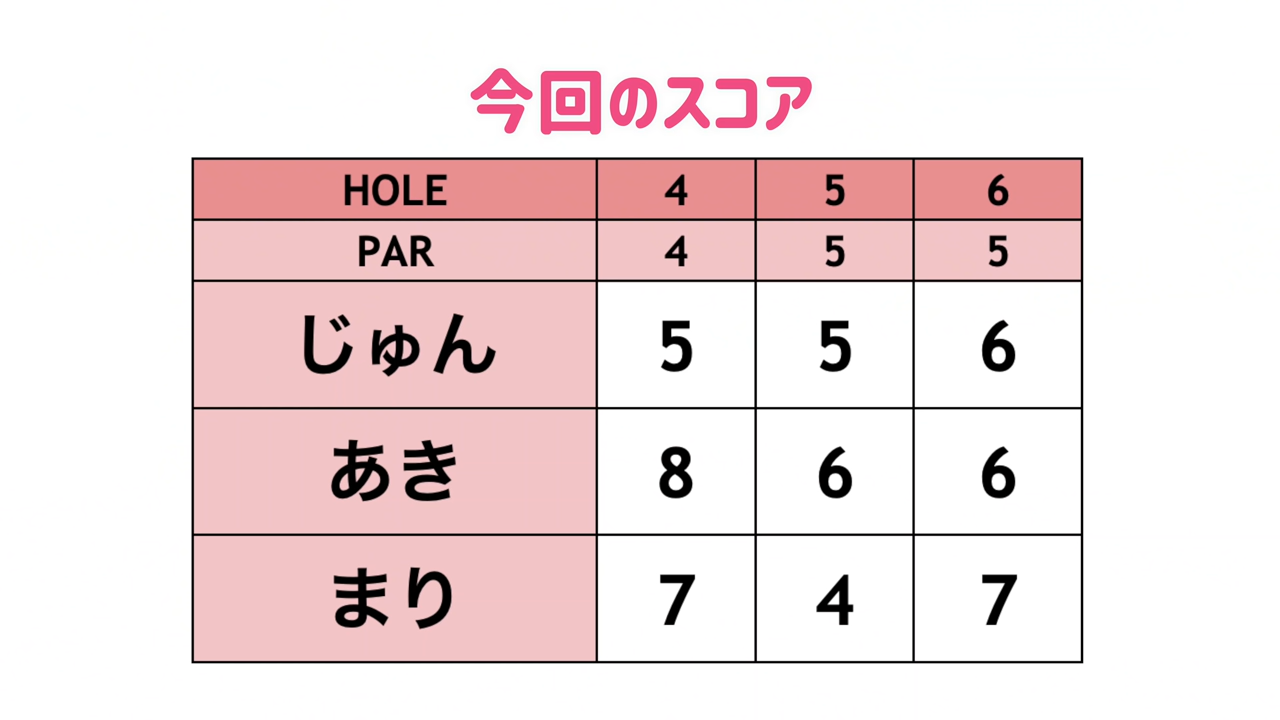 今回のスコア
HOLE 4 5 6
PAR 4 5 5
じゅん 5 5 6
あき 8 6 6
まり 7 4 7